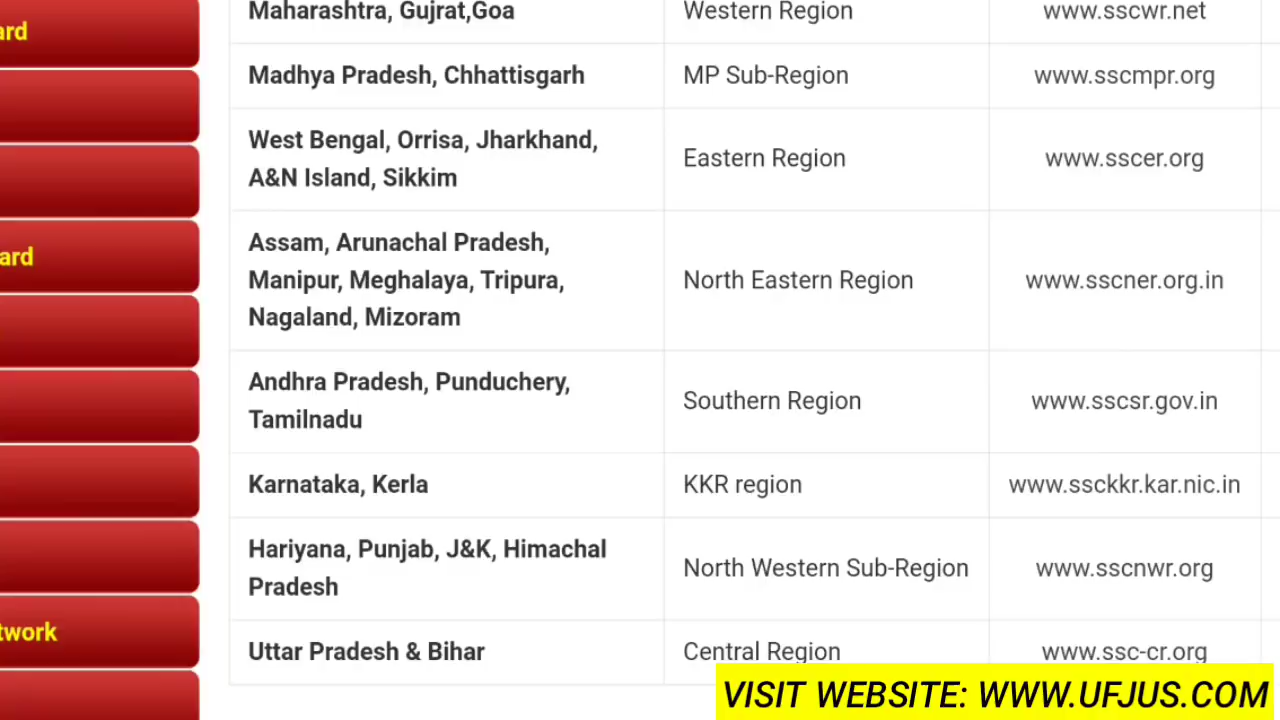 ard
ard
twork
Maharashtra, Gujrat,Goa
Western Region
www.sscwr.net
Madhya Pradesh, Chhattisgarh
MP Sub-Region
www.sscmpr.org
West Bengal, Orrisa, Jharkhand,
A&N Island, Sikkim
Eastern Region
www.sscer.org
Assam, Arunachal Pradesh,
Manipur, Meghalaya, Tripura,
Nagaland, Mizoram
North Eastern Region
www.sscner.org.in
Andhra Pradesh, Punduchery,
Tamilnadu
Southern Region
www.sscsr.gov.in
Karnataka, Kerla
KKR region
www.ssckkr.kar.nic.in
Hariyana, Punjab, J&K, Himachal
Pradesh
North Western Sub-Region
www.sscnwr.org
Uttar Pradesh & Bihar
Central Region
www.ssc-cr.org
VISIT WEBSITE: WWW.UFJUS.COM